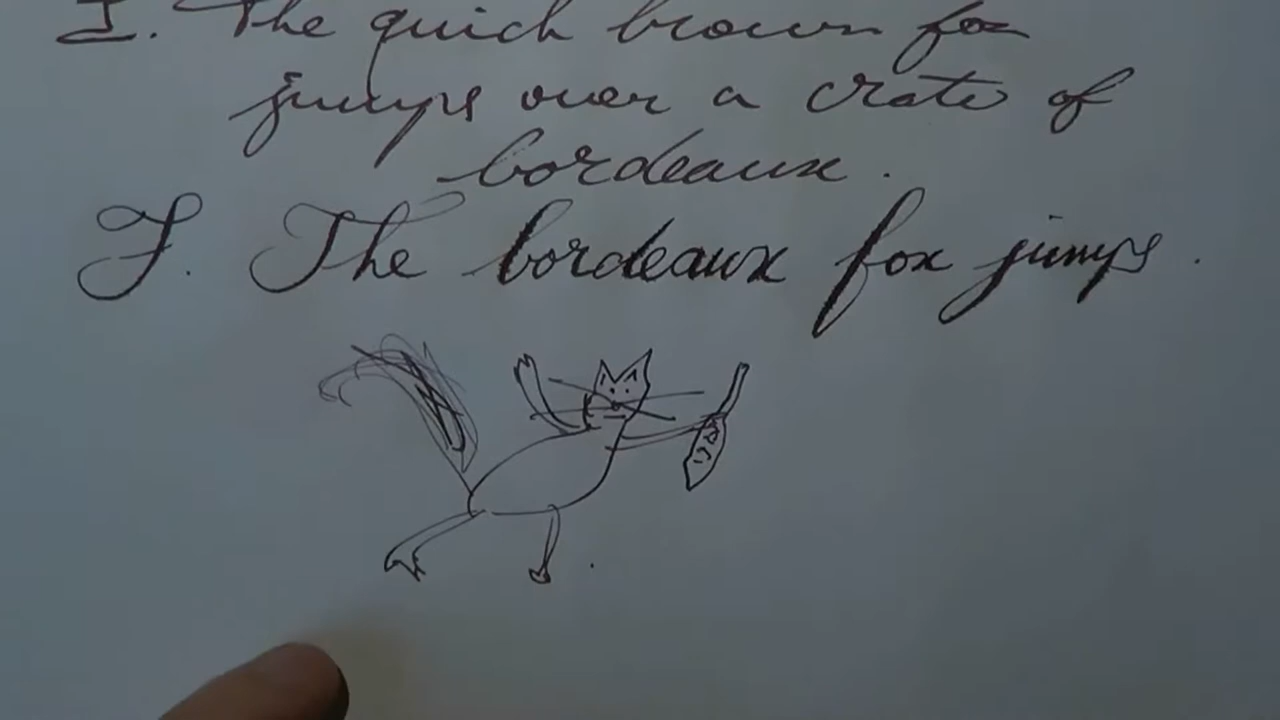 I. The quick brown fox
jumps over a crate of
bordeaux.
F. The bordeaux fox jumps.